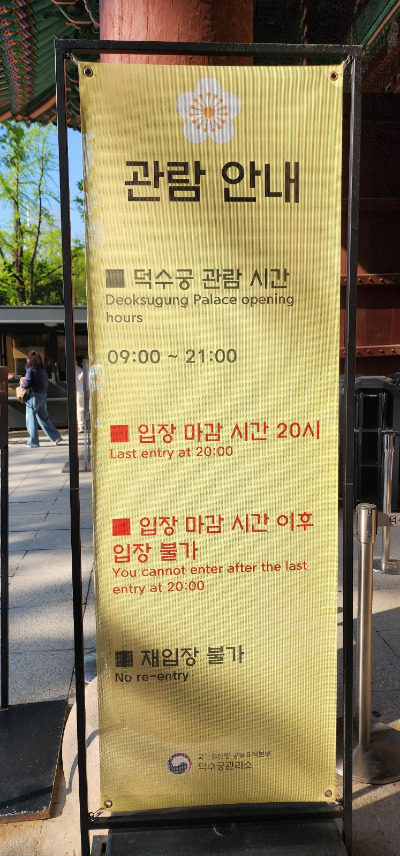 관람 안내
■ 덕수궁 관람 시간
Deoksugung Palace opening
hours
09:00 ~ 21:00
■ 입장 마감 시간 20시
Last entry at 20:00
■ 입장 마감 시간 이후
입장 불가
You cannot enter after the last
entry at 20:00
■ 재입장 불가
No re-entry
덕수궁관리소